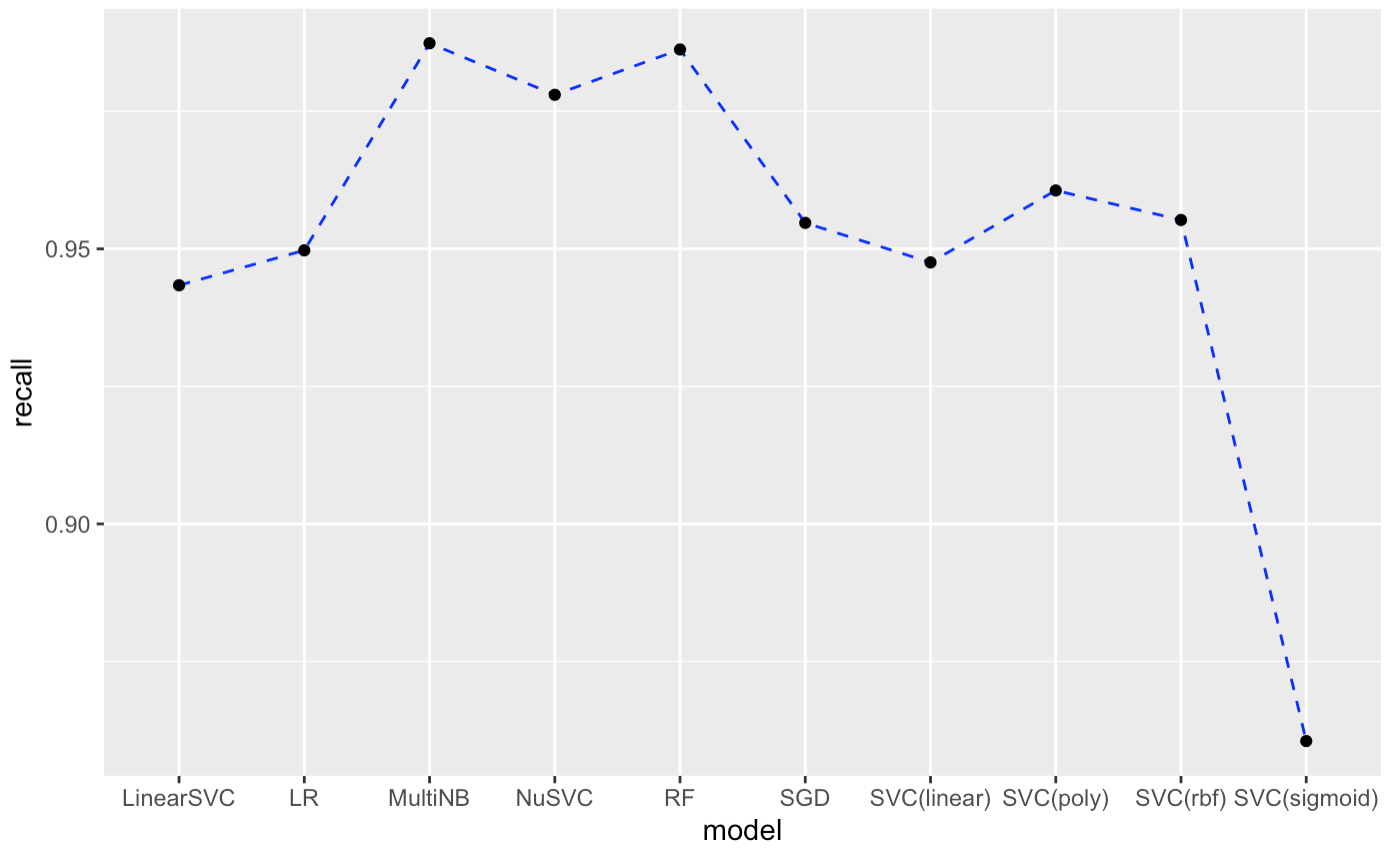 recall
0.95
0.90
LinearSVC LR MultiNB NuSVC RF SGD SVC(linear) SVC(poly) SVC(rbf) SVC(sigmoid)
model